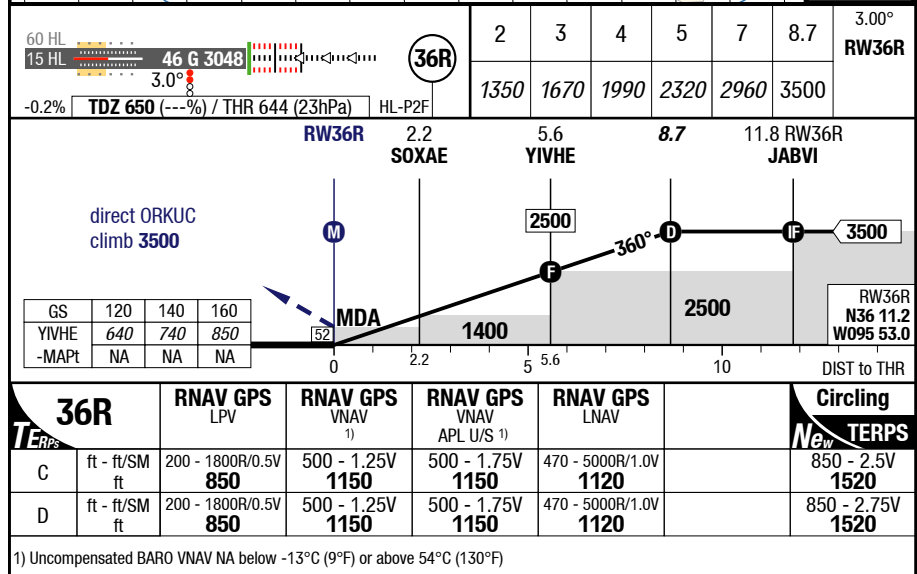 60 HL
15 HL
46 G 3048
3.0°
-0.2%
TDZ 650 (---%) / THR 644 (23hPa)
HL-P2F
36R
2 3 4 5 7 8.7 3.00° RW36R
1350 1670 1990 2320 2960 3500
RW36R 2.2 SOXAE 5.6 YIVHE 8.7 11.8 RW36R JABVI
direct ORKUC
climb 3500
M
2500
360°
D
IF
3500
F
MDA
52
1400
2500
RW36R
N36 11.2
W095 53.0
GS 120 140 160
YIVHE 640 740 850
-MAPt NA NA NA
0 2.2 5 5.6 10 DIST to THR
TERPs 36R
RNAV GPS LPV
RNAV GPS VNAV 1)
RNAV GPS VNAV APL U/S 1)
RNAV GPS LNAV
Circling
New TERPS
C ft - ft/SM 200 - 1800R/0.5V 500 - 1.25V 500 - 1.75V 470 - 5000R/1.0V 850 - 2.5V
ft 850 1150 1150 1120 1520
D ft - ft/SM 200 - 1800R/0.5V 500 - 1.25V 500 - 1.75V 470 - 5000R/1.0V 850 - 2.75V
ft 850 1150 1150 1120 1520
1) Uncompensated BARO VNAV NA below -13°C (9°F) or above 54°C (130°F)